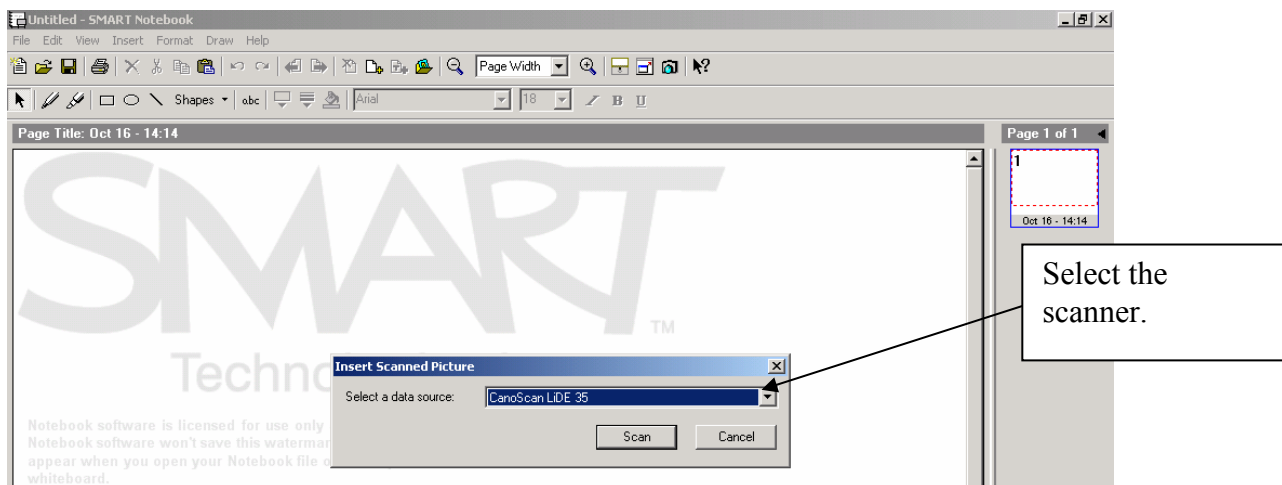 Untitled - SMART Notebook
File Edit View Insert Format Draw Help
Page Width
Shapes abc Arial 18 I B U
Page Title: Oct 16 - 14:14
Page 1 of 1
1
Oct 16 - 14:14
SMART
TM
Techno
Select the
scanner.
Insert Scanned Picture
Select a data source: CanoScan LiDE 35
Scan Cancel
Notebook software is licensed for use only
Notebook software won't save this watermar
appear when you open your Notebook file o
whiteboard.